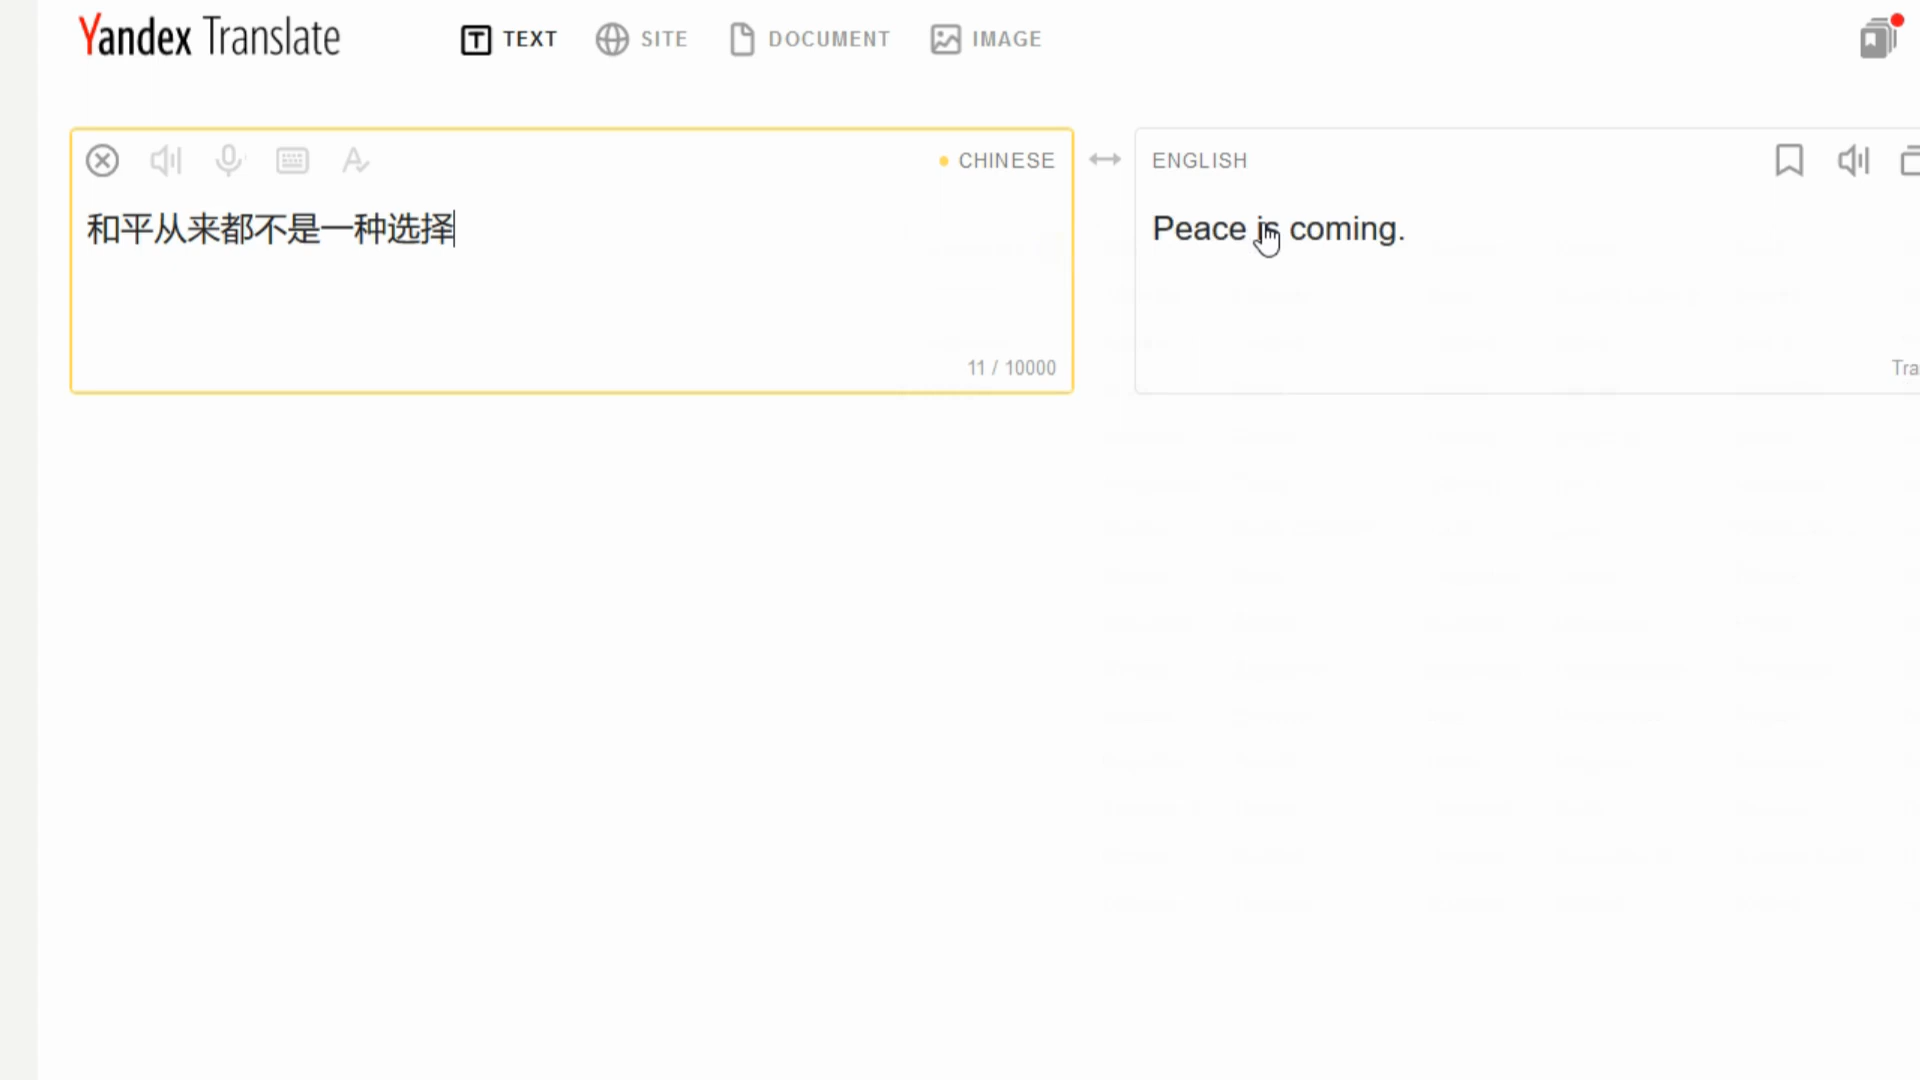 Yandex Translate
TEXT
SITE
DOCUMENT
IMAGE
CHINESE
和平从来都不是一种选择
11 / 10000
ENGLISH
Peace is coming.
Tra